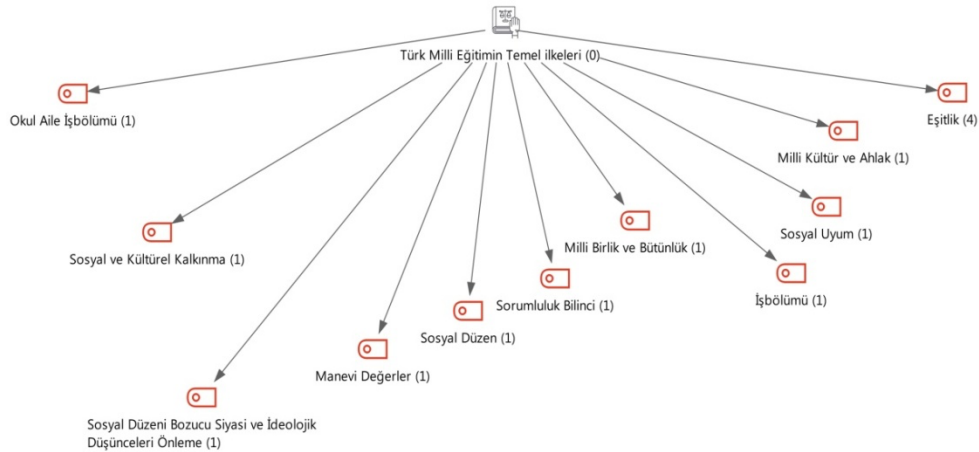 Türk Milli Eğitimin Temel ilkeleri (0)
Okul Aile İşbölümü (1)
Eşitlik (4)
Milli Kültür ve Ahlak (1)
Sosyal Uyum (1)
Milli Birlik ve Bütünlük (1)
Sosyal ve Kültürel Kalkınma (1)
İşbölümü (1)
Sorumluluk Bilinci (1)
Sosyal Düzen (1)
Manevi Değerler (1)
Sosyal Düzeni Bozucu Siyasi ve İdeolojik
Düşünceleri Önleme (1)